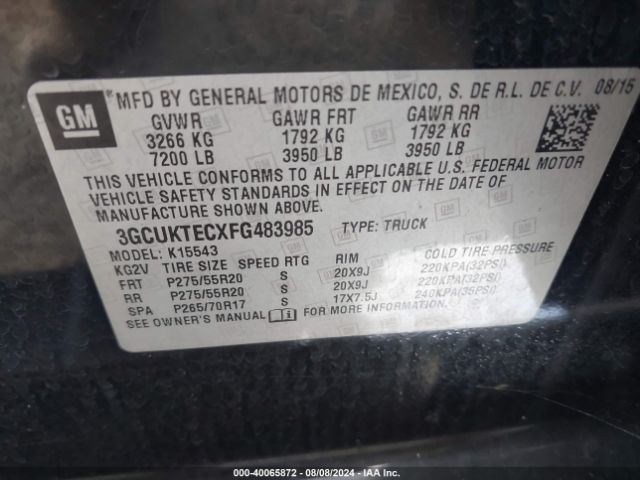 GM
MFD BY GENERAL MOTORS DE MEXICO, S. DE R.L. DE C.V. 08/15
GVWR GAWR FRT GAWR RR
3266 KG 1792 KG 1792 KG
7200 LB 3950 LB 3950 LB
THIS VEHICLE CONFORMS TO ALL APPLICABLE U.S. FEDERAL MOTOR
VEHICLE SAFETY STANDARDS IN EFFECT ON THE DATE OF
MANUFACTURE SHOWN ABOVE.
3GCUKTECXFG483985 TYPE: TRUCK
MODEL: K15543
KG2V TIRE SIZE SPEED RTG RIM COLD TIRE PRESSURE
FRT P275/55R20 S 20X9J 220KPA(32PSI)
RR P275/55R20 S 20X9J 220KPA(32PSI)
SPA P265/70R17 S 17X7.5J 240KPA(35PSI)
SEE OWNER'S MANUAL FOR MORE INFORMATION.
000-40065872 - 08/08/2024 - IAAI.com